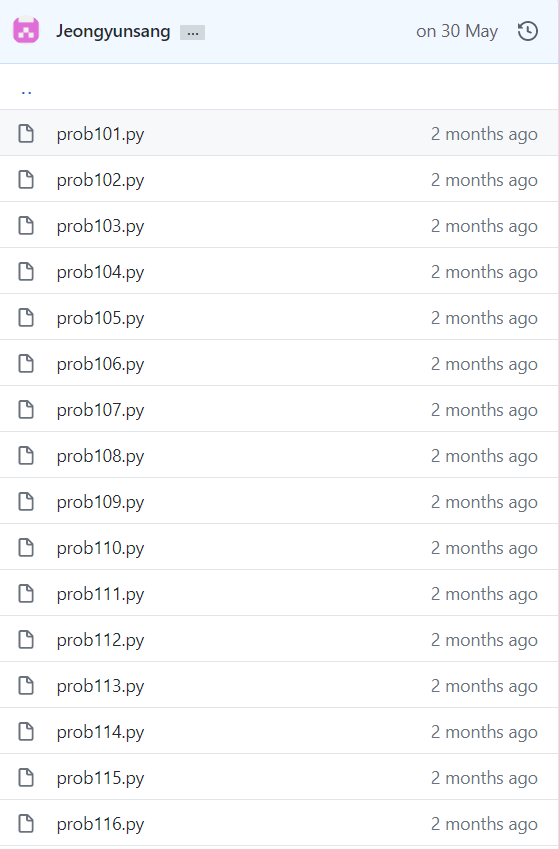 Jeongyunsang ... on 30 May
..
prob101.py 2 months ago
prob102.py 2 months ago
prob103.py 2 months ago
prob104.py 2 months ago
prob105.py 2 months ago
prob106.py 2 months ago
prob107.py 2 months ago
prob108.py 2 months ago
prob109.py 2 months ago
prob110.py 2 months ago
prob111.py 2 months ago
prob112.py 2 months ago
prob113.py 2 months ago
prob114.py 2 months ago
prob115.py 2 months ago
prob116.py 2 months ago